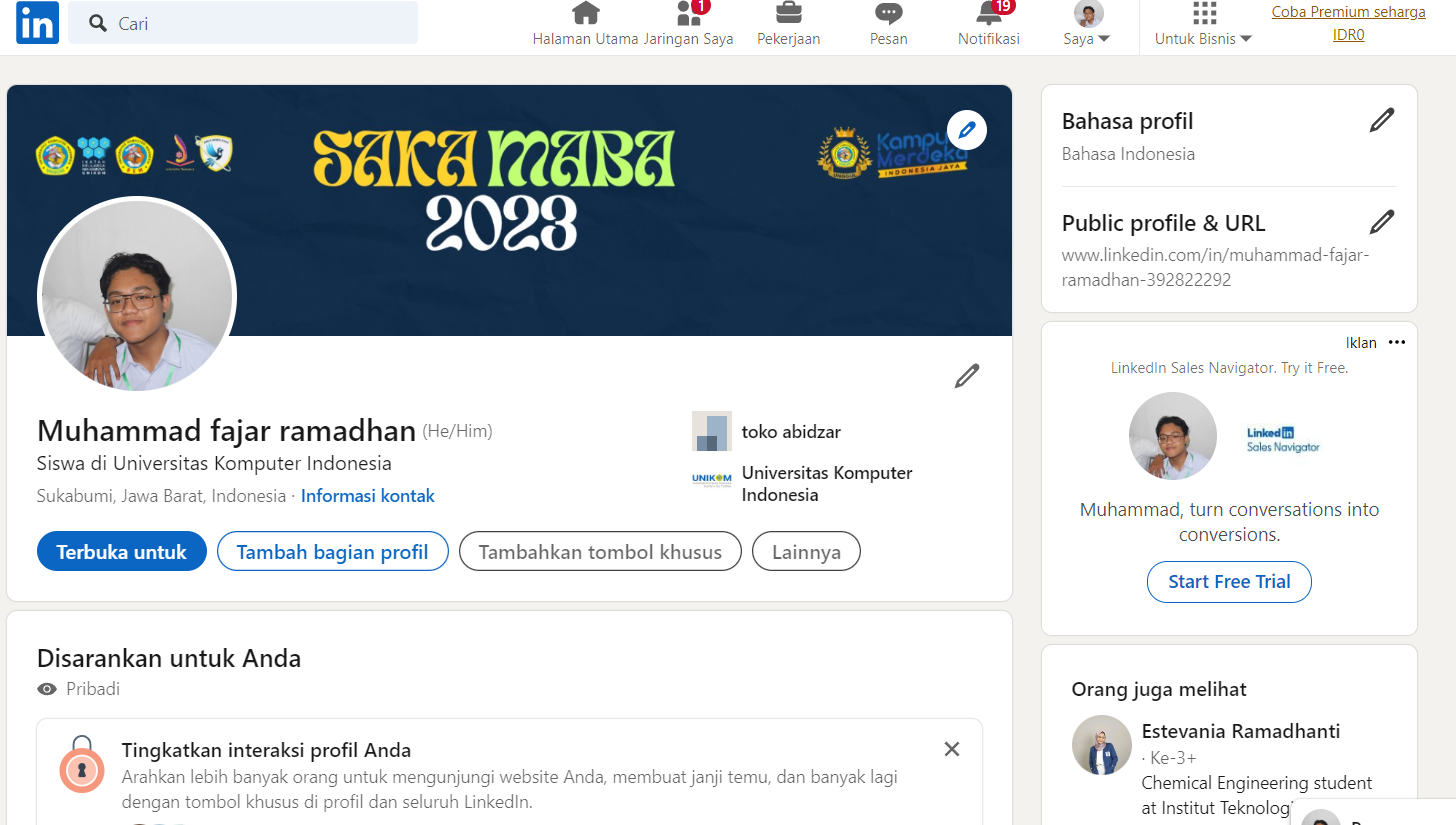 in
Cari
Halaman Utama
Jaringan Saya
1
Pekerjaan
Pesan
Notifikasi
19
Saya
Untuk Bisnis
Coba Premium seharga
IDR0
SAKA MABA
2023
Kampus
Merdeka
INDONESIA JAYA
Muhammad fajar ramadhan (He/Him)
Siswa di Universitas Komputer Indonesia
Sukabumi, Jawa Barat, Indonesia · Informasi kontak
toko abidzar
UNIKOM
Universitas Komputer
Indonesia
Terbuka untuk
Tambah bagian profil
Tambahkan tombol khusus
Lainnya
Disarankan untuk Anda
Pribadi
Tingkatkan interaksi profil Anda
Arahkan lebih banyak orang untuk mengunjungi website Anda, membuat janji temu, dan banyak lagi
dengan tombol khusus di profil dan seluruh LinkedIn.
Bahasa profil
Bahasa Indonesia
Public profile & URL
www.linkedin.com/in/muhammad-fajar-
ramadhan-392822292
Iklan
LinkedIn Sales Navigator. Try it Free.
Linked in
Sales Navigator
Muhammad, turn conversations into
conversions.
Start Free Trial
Orang juga melihat
Estevania Ramadhanti
· Ke-3+
Chemical Engineering student
at Institut Teknologi